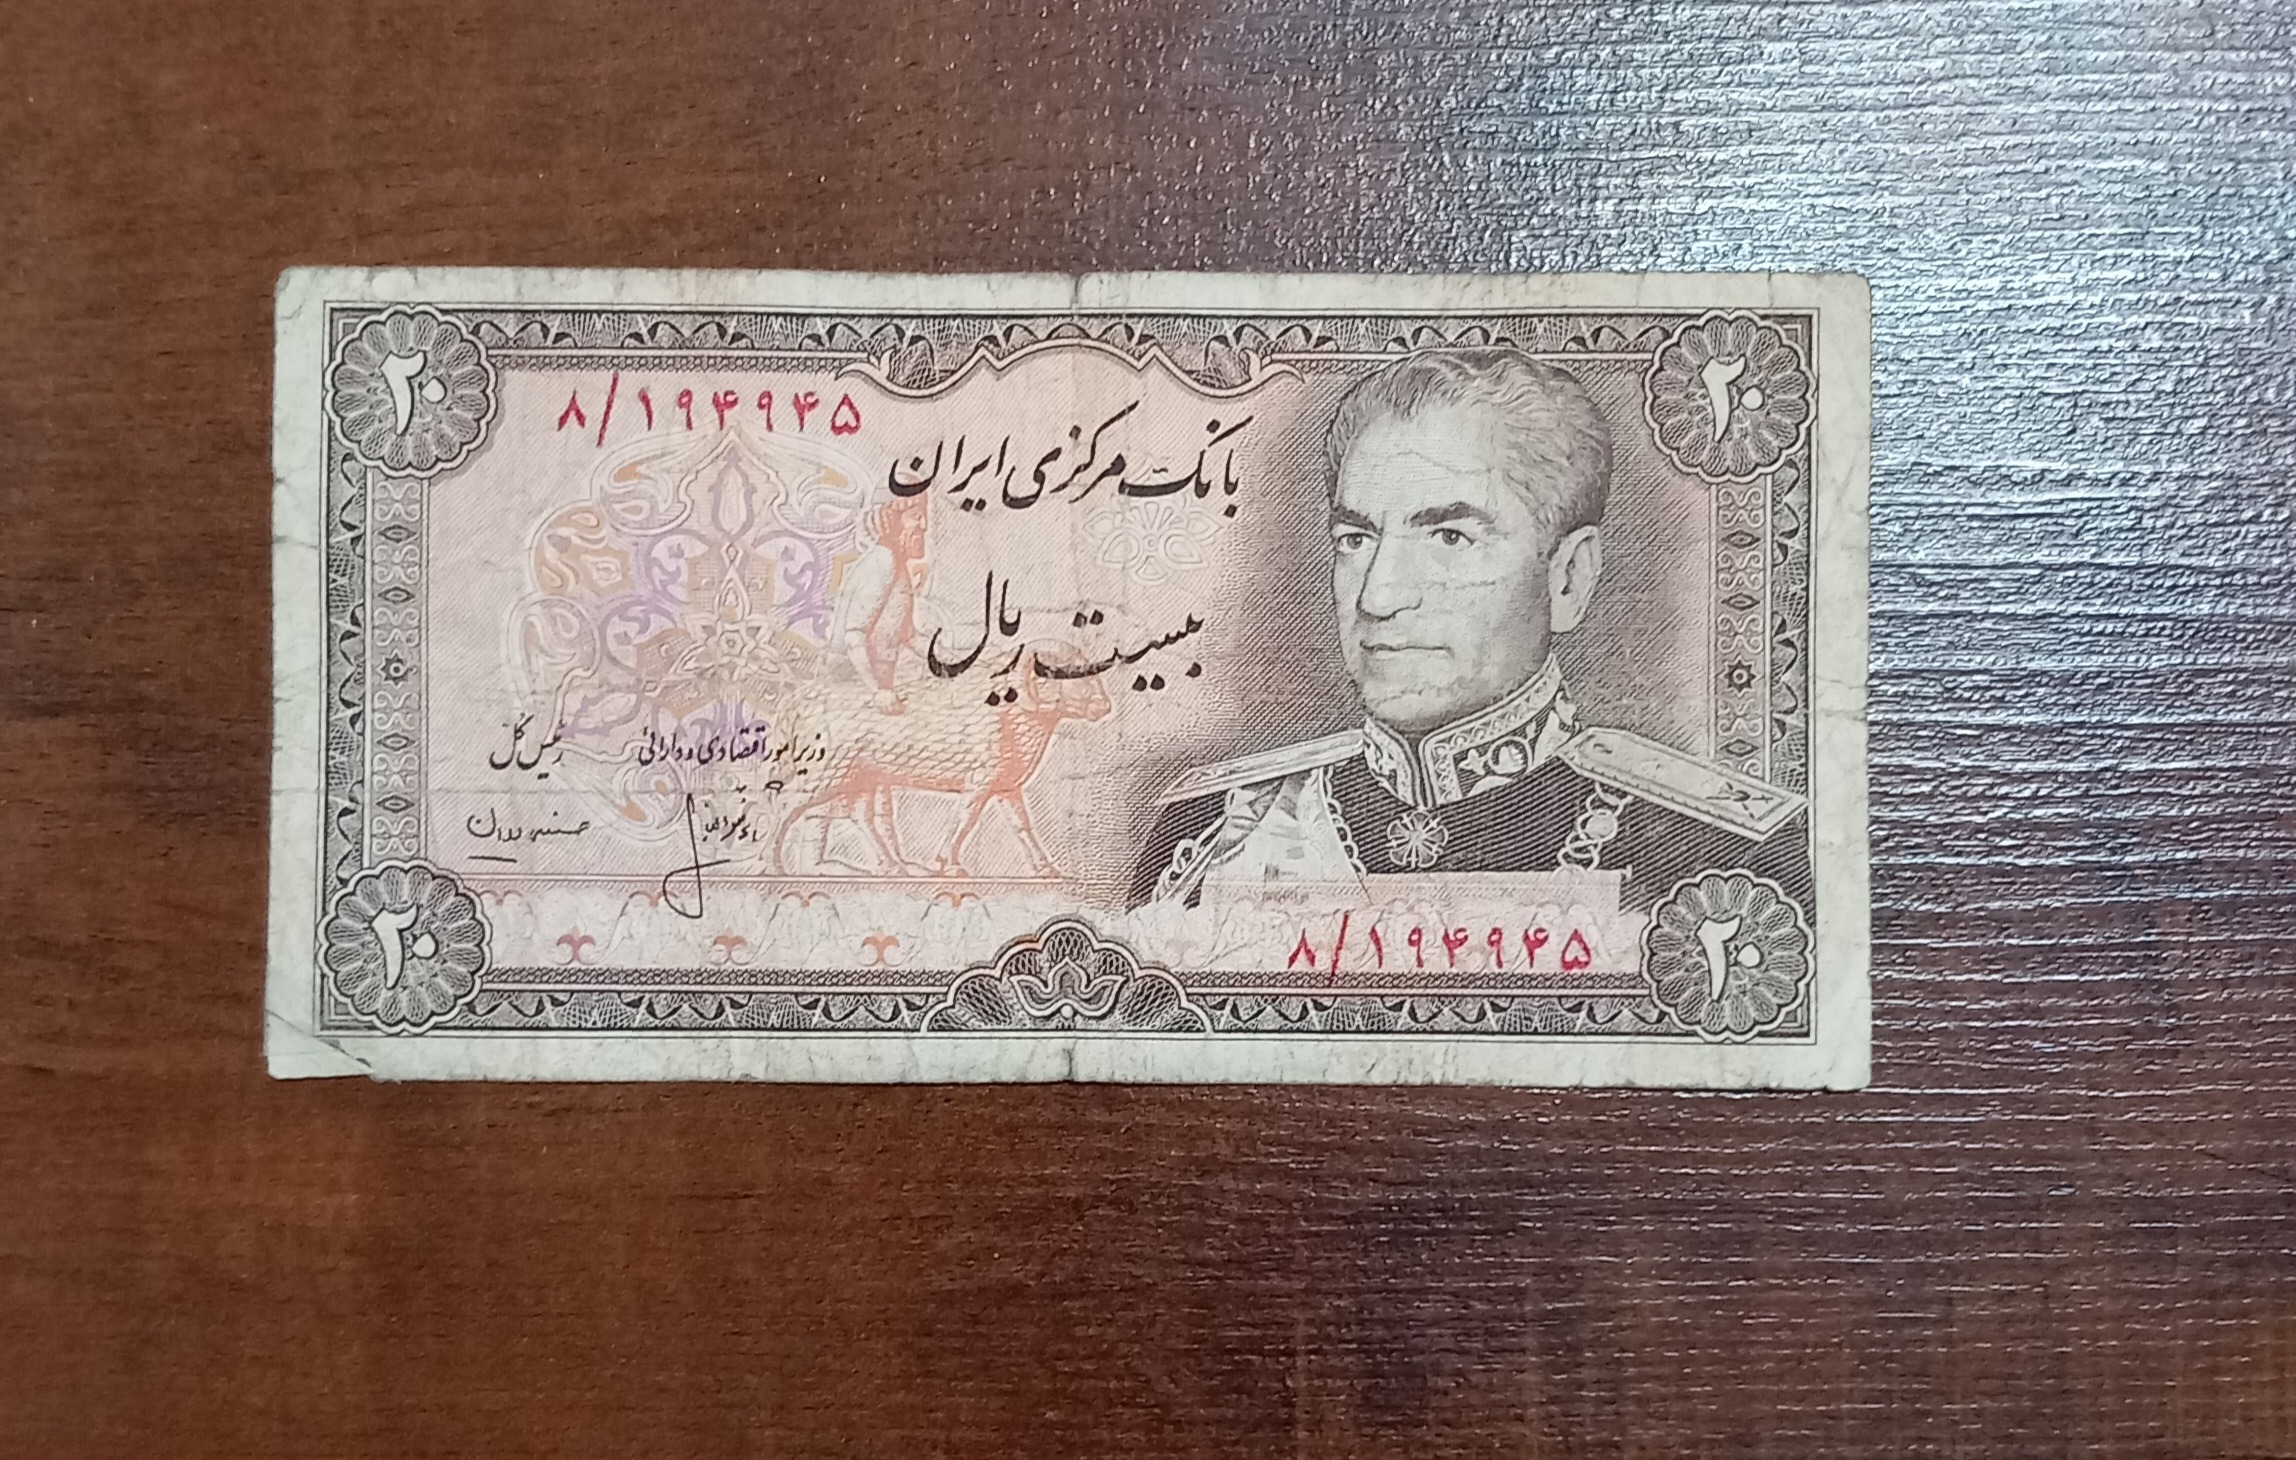 ۲۰
۲۰
۸/۱۹۴۹۴۵
بانک مرکزی ایران
بیست ریال
وزیر امور اقتصادی و دارائی
رئیس کل
۸/۱۹۴۹۴۵
۲۰
۲۰